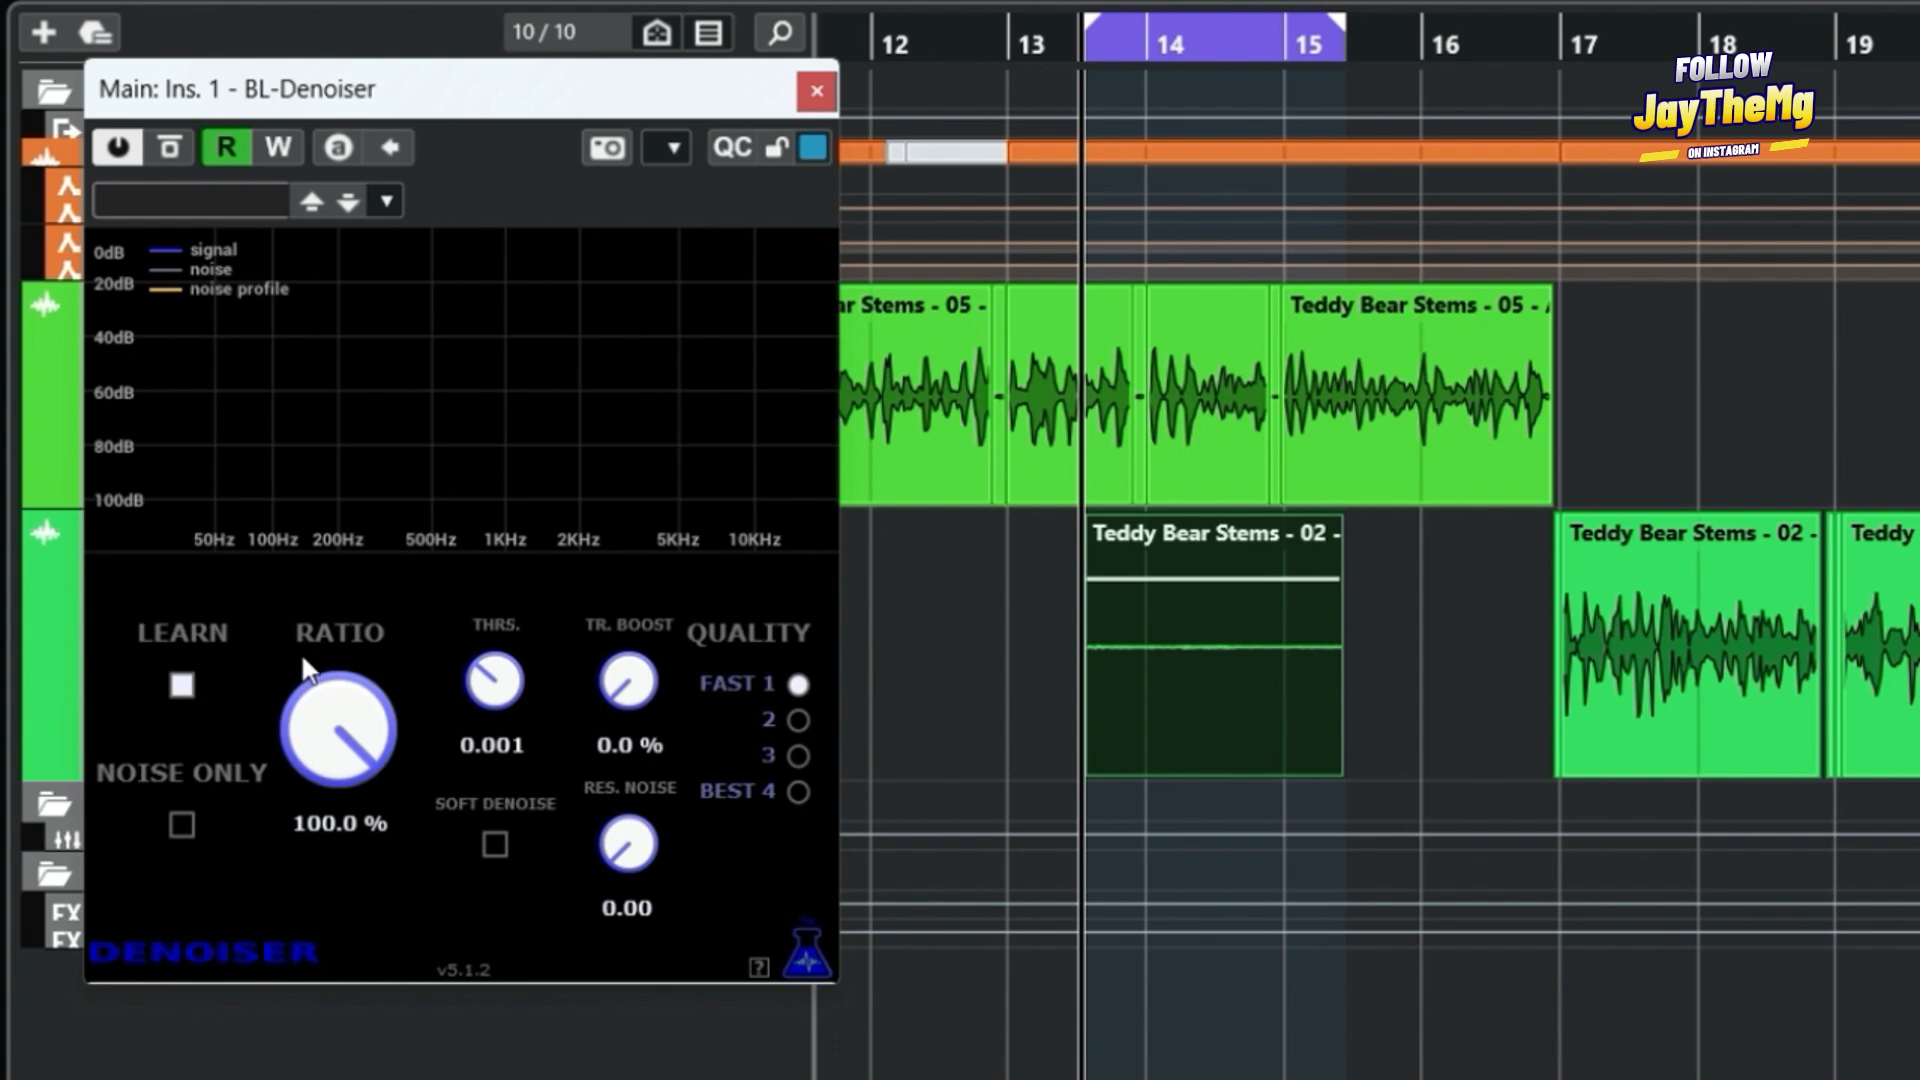 10 / 10
12
13
14
15
16
17
18
19
FOLLOW
JayTheMg
ON INSTAGRAM
Main: Ins. 1 - BL-Denoiser
R
W
a
QC
0dB
signal
noise
20dB
noise profile
40dB
60dB
80dB
100dB
50Hz 100Hz 200Hz 500Hz 1KHz 2KHz 5KHz 10KHz
ar Stems - 05 -
Teddy Bear Stems - 05 -
Teddy Bear Stems - 02 -
Teddy Bear Stems - 02 -
Teddy
LEARN
RATIO
THRS.
TR. BOOST
QUALITY
FAST 1
2
3
BEST 4
0.001
0.0 %
NOISE ONLY
100.0 %
SOFT DENOISE
RES. NOISE
0.00
DENOISER
v5.1.2
?
FX
FX